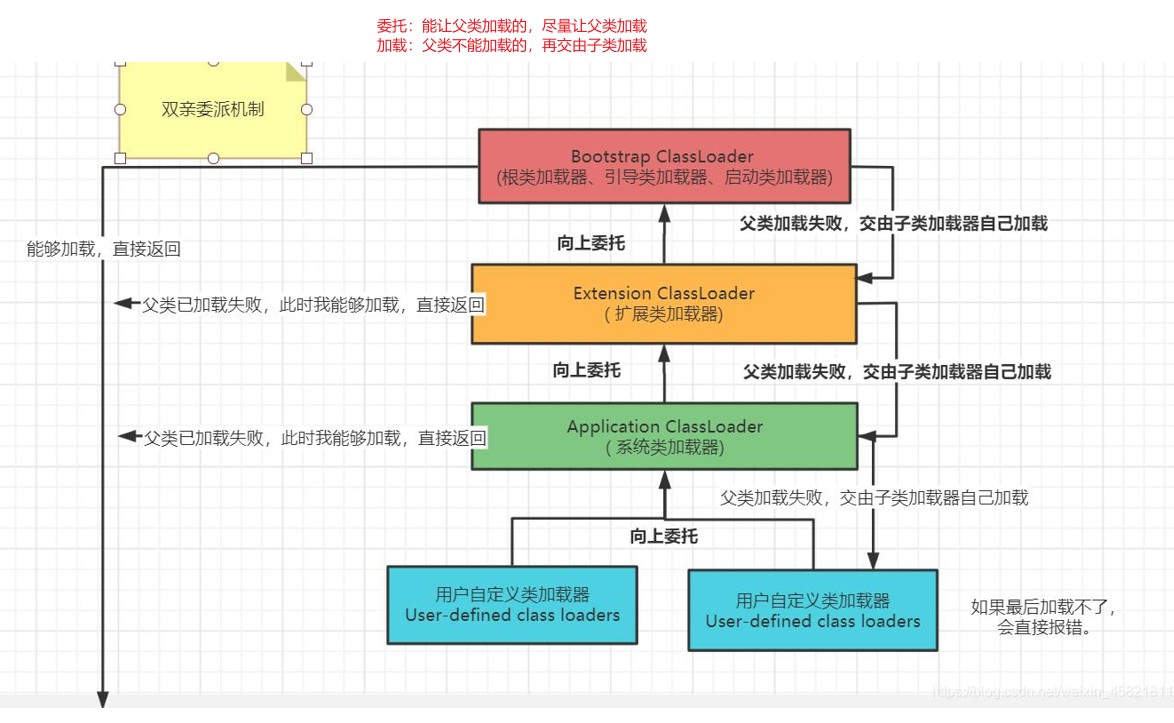 委托：能让父类加载的，尽量让父类加载
加载：父类不能加载的，再交由子类加载
双亲委派机制
Bootstrap ClassLoader
(根类加载器、引导类加载器、启动类加载器)
父类加载失败，交由子类加载器自己加载
向上委托
能够加载，直接返回
Extension ClassLoader
( 扩展类加载器)
父类已加载失败，此时我能够加载，直接返回
向上委托
父类加载失败，交由子类加载器自己加载
Application ClassLoader
( 系统类加载器)
父类已加载失败，此时我能够加载，直接返回
父类加载失败，交由子类加载器自己加载
向上委托
用户自定义类加载器
User-defined class loaders
用户自定义类加载器
User-defined class loaders
如果最后加载不了，
会直接报错。